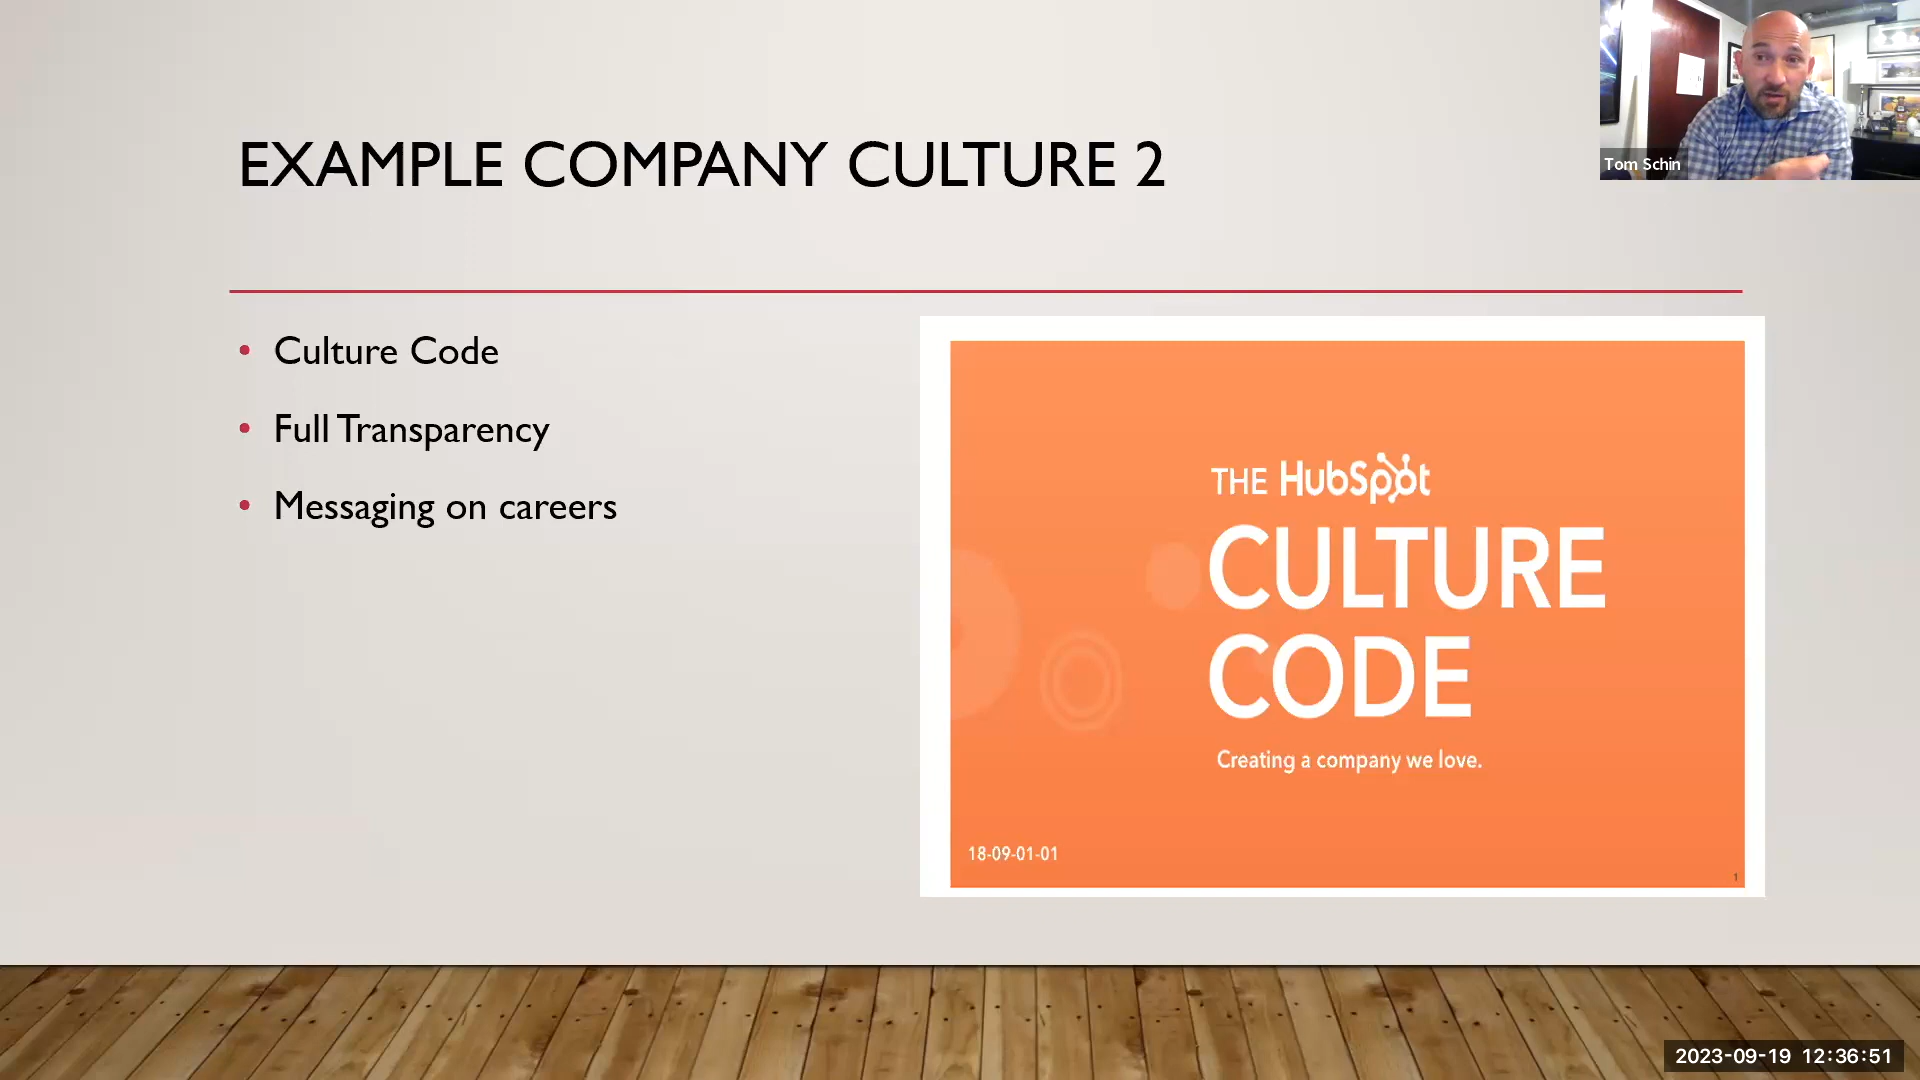 EXAMPLE COMPANY CULTURE 2
Tom Schin
• Culture Code
• Full Transparency
• Messaging on careers
THE HubSpot
CULTURE
CODE
Creating a company we love.
18-09-01-01
1
2023-09-19 12:36:51